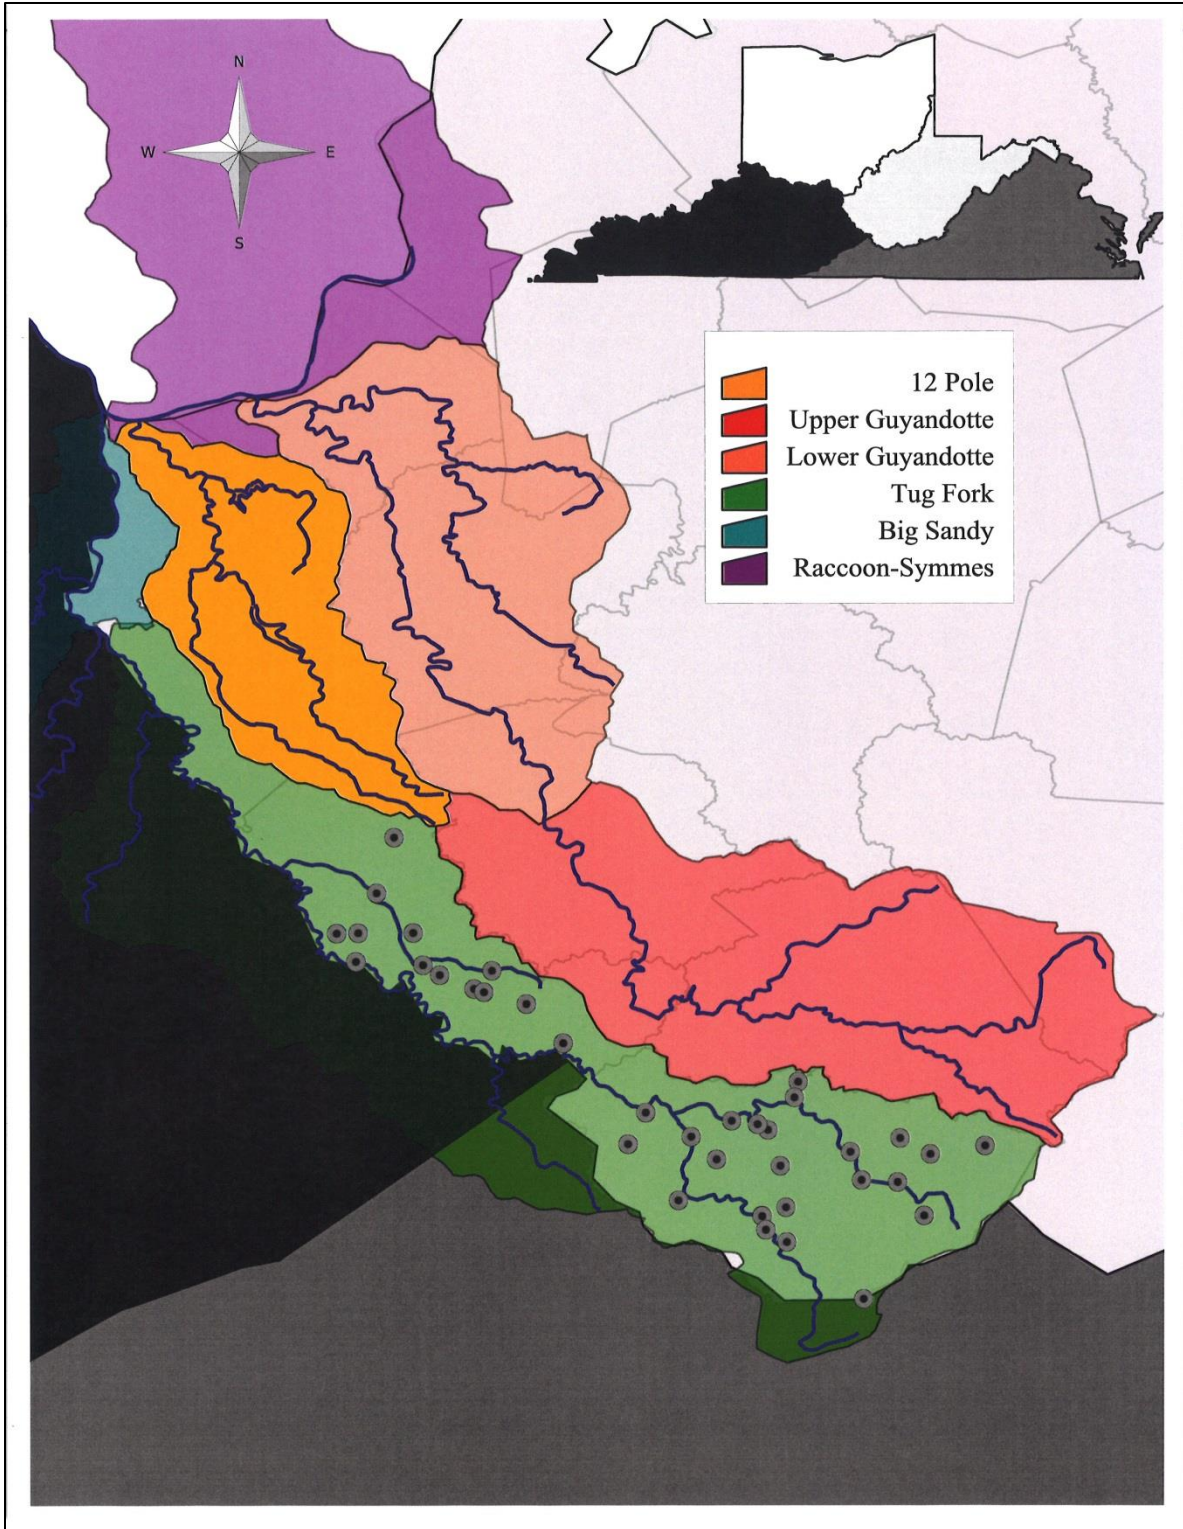 N
W E
S
12 Pole
Upper Guyandotte
Lower Guyandotte
Tug Fork
Big Sandy
Raccoon-Symmes